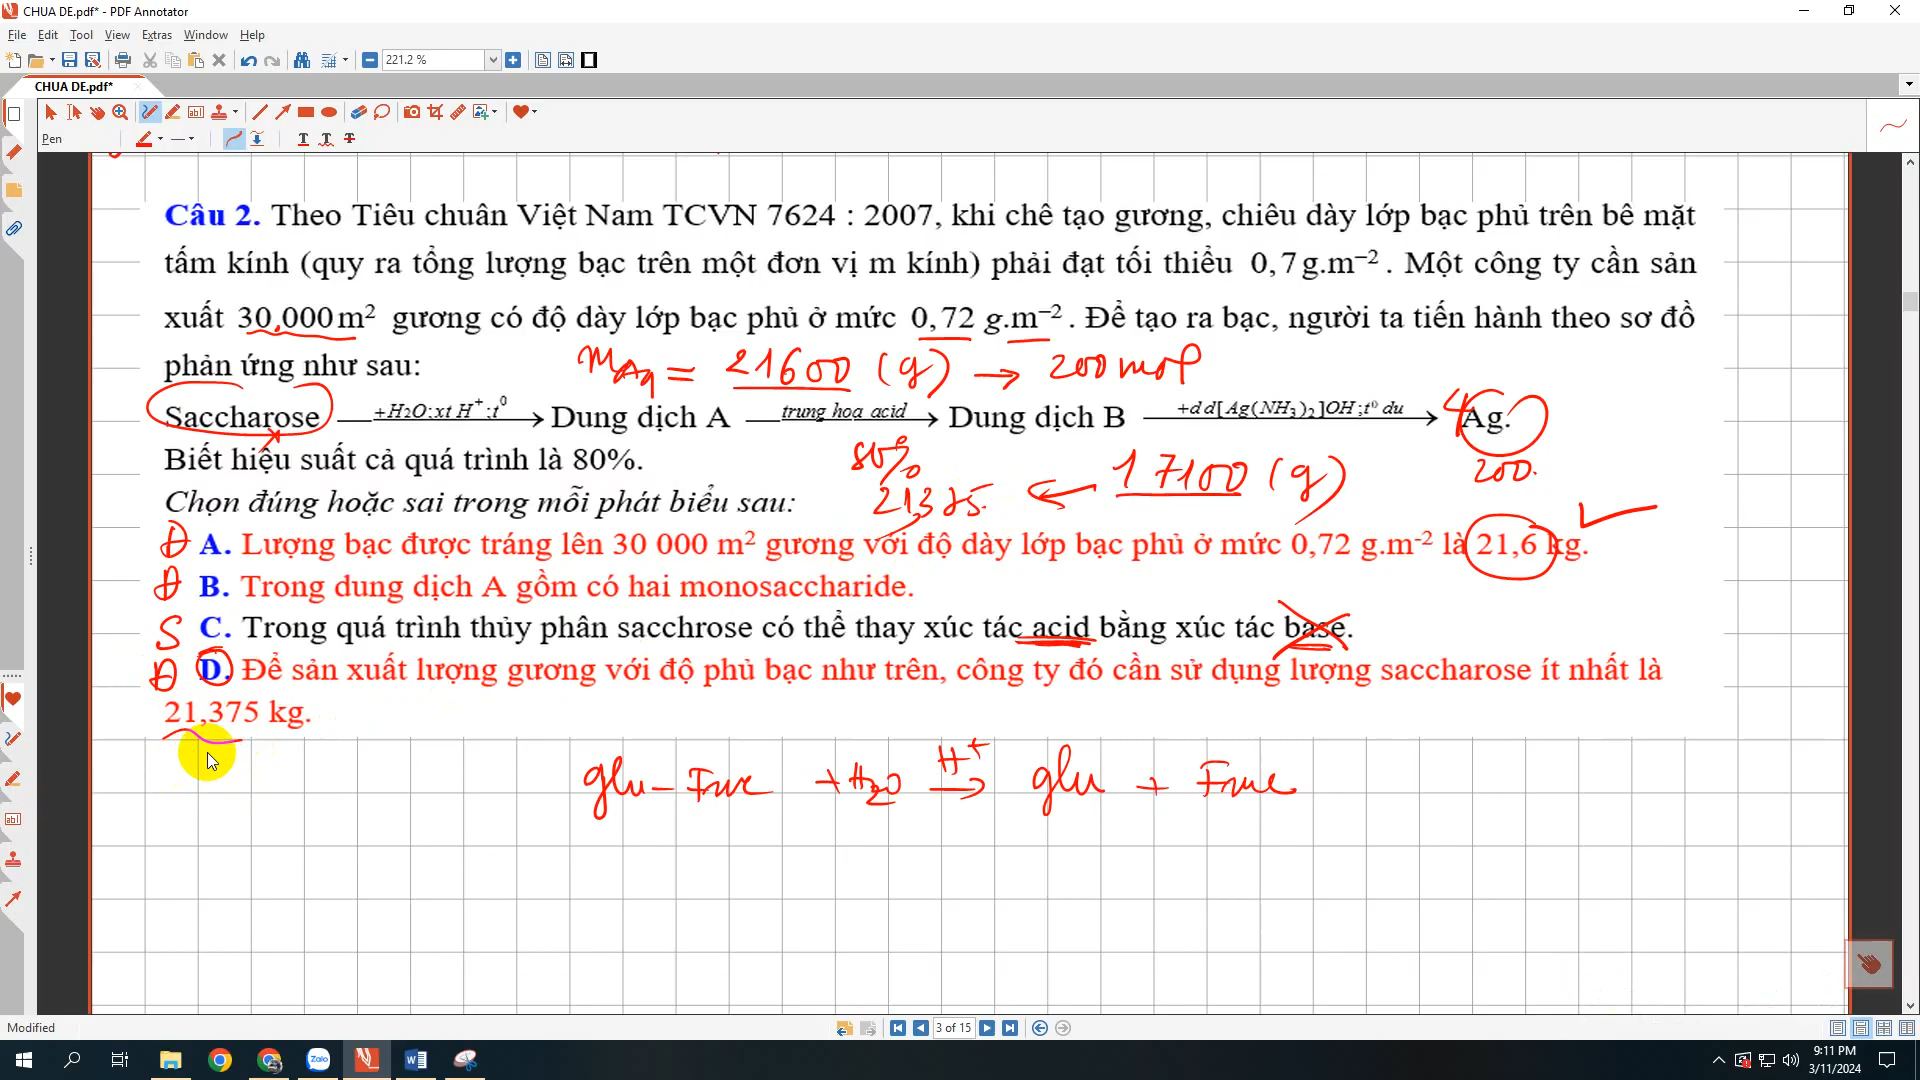 CHUA DE.pdf* - PDF Annotator
File Edit Tool View Extras Window Help
221.2 %
CHUA DE.pdf*
Pen
Câu 2. Theo Tiêu chuân Việt Nam TCVN 7624 : 2007, khi chê tạo gương, chiêu dày lớp bạc phủ trên bê mặt
tấm kính (quy ra tổng lượng bạc trên một đơn vị m kính) phải đạt tối thiểu 0,7 g.m⁻². Một công ty cần sản
xuất 30.000 m² gương có độ dày lớp bạc phủ ở mức 0,72 g.m⁻². Để tạo ra bạc, người ta tiến hành theo sơ đồ
phản ứng như sau:
mAg = 21600 (g) → 200 mol
Saccharose +H₂O;xt H⁺;t⁰ → Dung dịch A trung hoa acid → Dung dịch B +d d[Ag(NH₃)₂]OH;t⁰ du → 4 Ag.
Biết hiệu suất cả quá trình là 80%.
80% 17100 (g) 200.
Chọn đúng hoặc sai trong mỗi phát biểu sau:
21,375. ←
Đ A. Lượng bạc được tráng lên 30 000 m² gương với độ dày lớp bạc phủ ở mức 0,72 g.m⁻² là 21,6 kg.
Đ B. Trong dung dịch A gồm có hai monosaccharide.
S C. Trong quá trình thủy phân sacchrose có thể thay xúc tác acid bằng xúc tác base.
Đ D. Để sản xuất lượng gương với độ phủ bạc như trên, công ty đó cần sử dụng lượng saccharose ít nhất là
21,375 kg.
glu - Fruc + H₂O H⁺ → glu + Fruc
Modified
3 of 15
9:11 PM
3/11/2024